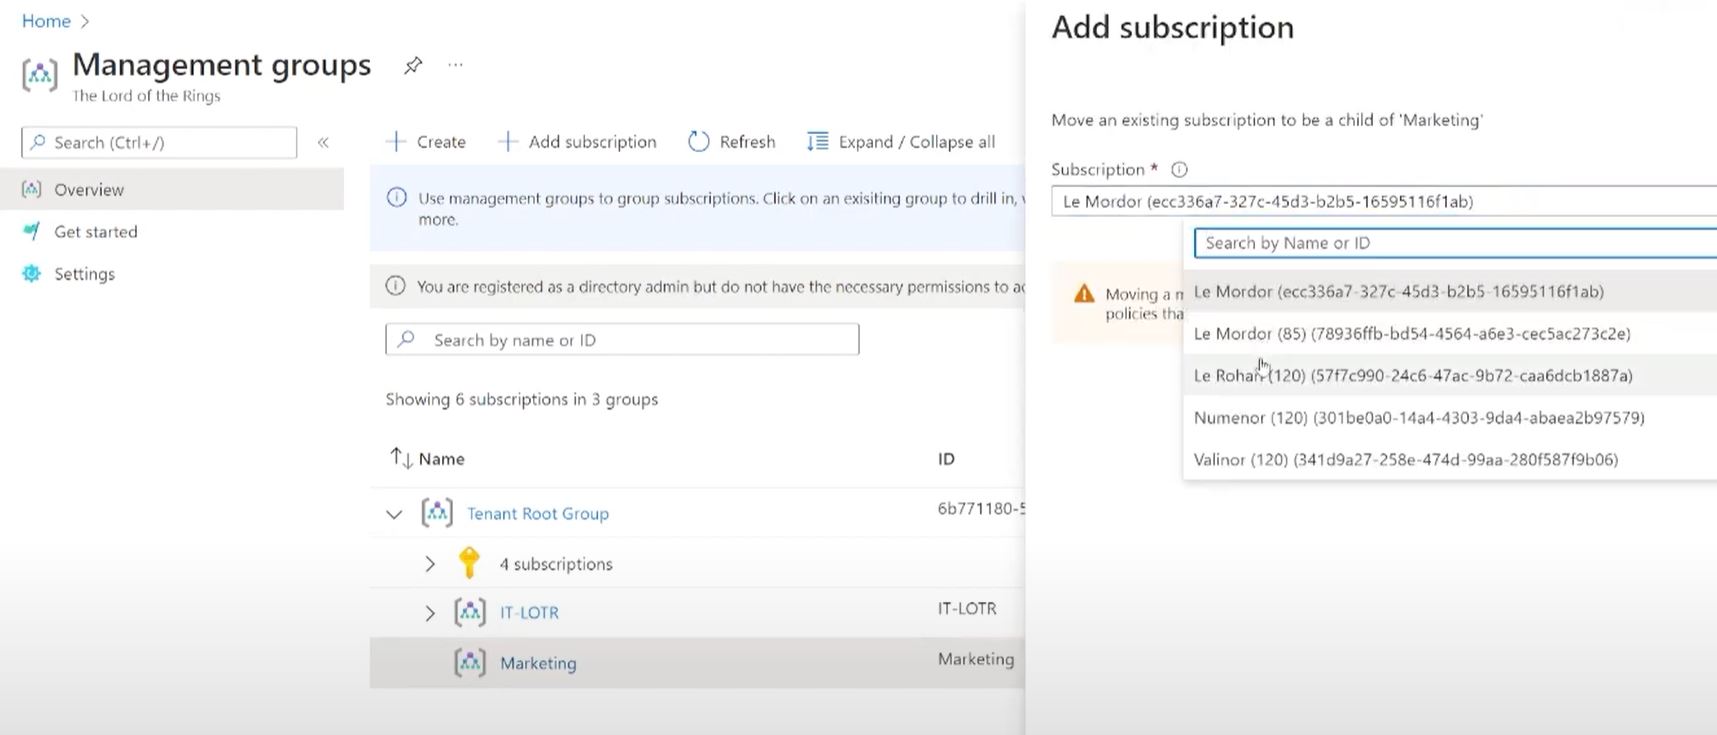 Home
Management groups
The Lord of the Rings
Search (Ctrl+/)
Overview
Get started
Settings
Create
Add subscription
Refresh
Expand / Collapse all
Use management groups to group subscriptions. Click on an exisiting group to drill in,
more.
You are registered as a directory admin but do not have the necessary permissions to
Search by name or ID
Showing 6 subscriptions in 3 groups
Name
ID
Tenant Root Group
6b771180-5
4 subscriptions
IT-LOTR
IT-LOTR
Marketing
Marketing
Add subscription
Move an existing subscription to be a child of 'Marketing'
Subscription *
Le Mordor (ecc336a7-327c-45d3-b2b5-16595116f1ab)
Search by Name or ID
Moving a
policies
Le Mordor (ecc336a7-327c-45d3-b2b5-16595116f1ab)
Le Mordor (85) (78936ffb-bd54-4564-a6e3-cec5ac273c2e)
Le Rohan (120) (57f7c990-24c6-47ac-9b72-caa6dcb1887a)
Numenor (120) (301be0a0-14a4-4303-9da4-abaea2b97579)
Valinor (120) (341d9a27-258e-474d-99aa-280f587f9b06)